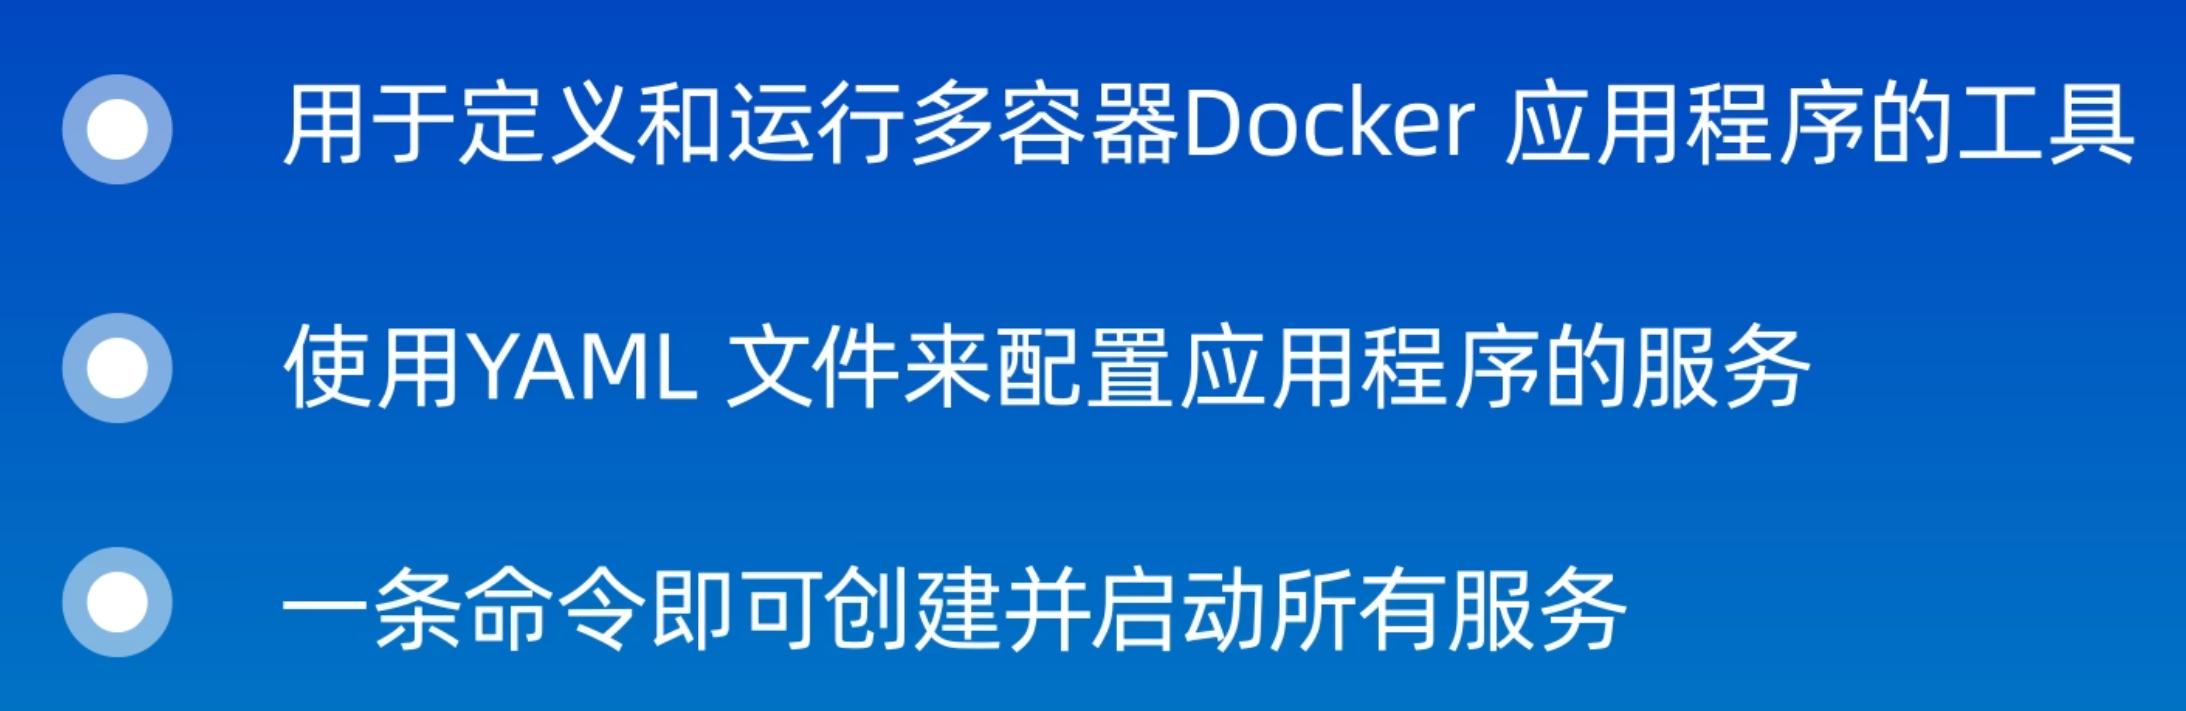 用于定义和运行多容器Docker 应用程序的工具
使用YAML 文件来配置应用程序的服务
一条命令即可创建并启动所有服务